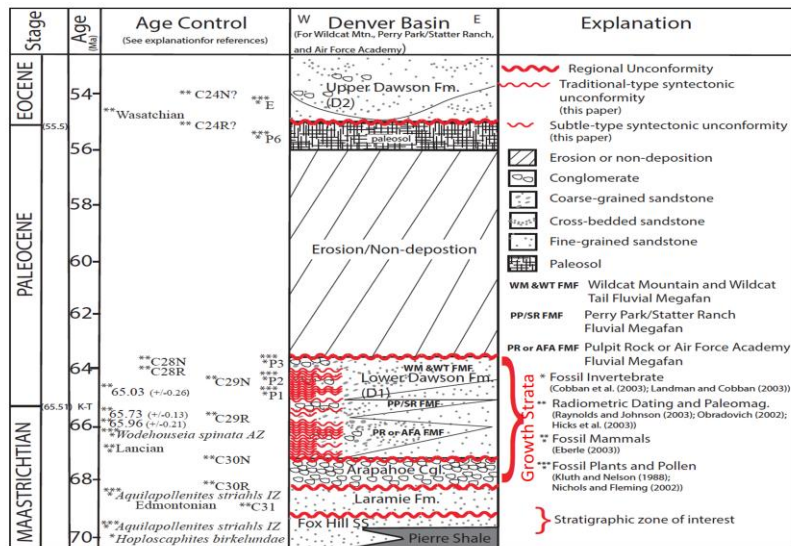 Stage
Age
(Ma)
Age Control
(See explanationfor references)
W Denver Basin E
(For Wildcat Mtn., Perry Park/Statter Ranch,
and Air Force Academy)
Explanation
EOCENE
PALEOCENE
MAASTRICHTIAN
(55.5)
(65.51) K-T
54
56
58
60
62
64
66
68
70
** C24N?
*** E
** Wasatchian
** C24R?
*** P6
** C28N
** C28R
*** P3
** C29N
*** P2
** 65.03 (+/-0.26)
*** P1
** 65.73 (+/-0.13)
** C29R
** 65.96 (+/-0.21)
*** Wodehouseia spinata AZ
** Lancian
** C30N
** C30R
*** Aquilapollenites striahls IZ
Edmontonian
** C31
*** Aquilapollenites striahls IZ
* Hoploscaphites birkelundae
Upper Dawson Fm.
(D2)
paleosol
Erosion/Non-depostion
WM &WT FMF
Lower Dawson Fm.
(D1)
PP/SR FMF
PR or AFA FMF
Arapahoe Cgl.
Laramie Fm.
Fox Hill SS
Pierre Shale
Growth Strata
Regional Unconformity
Traditional-type syntectonic
unconformity
(this paper)
Subtle-type syntectonic unconformity
(this paper)
Erosion or non-deposition
Conglomerate
Coarse-grained sandstone
Cross-bedded sandstone
Fine-grained sandstone
Paleosol
WM &WT FMF Wildcat Mountain and Wildcat
Tail Fluvial Megafan
PP/SR FMF Perry Park/Statter Ranch
Fluvial Megafan
PR or AFA FMF Pulpit Rock or Air Force Academy
Fluvial Megafan
* Fossil Invertebrate
(Cobban et al. (2003); Landman and Cobban (2003))
** Radiometric Dating and Paleomag.
(Raynolds and Johnson (2003); Obradovich (2002);
Hicks et al. (2003))
** Fossil Mammals
(Eberle (2003))
*** Fossil Plants and Pollen
(Kluth and Nelson (1988);
Nichols and Fleming (2002))
Stratigraphic zone of interest